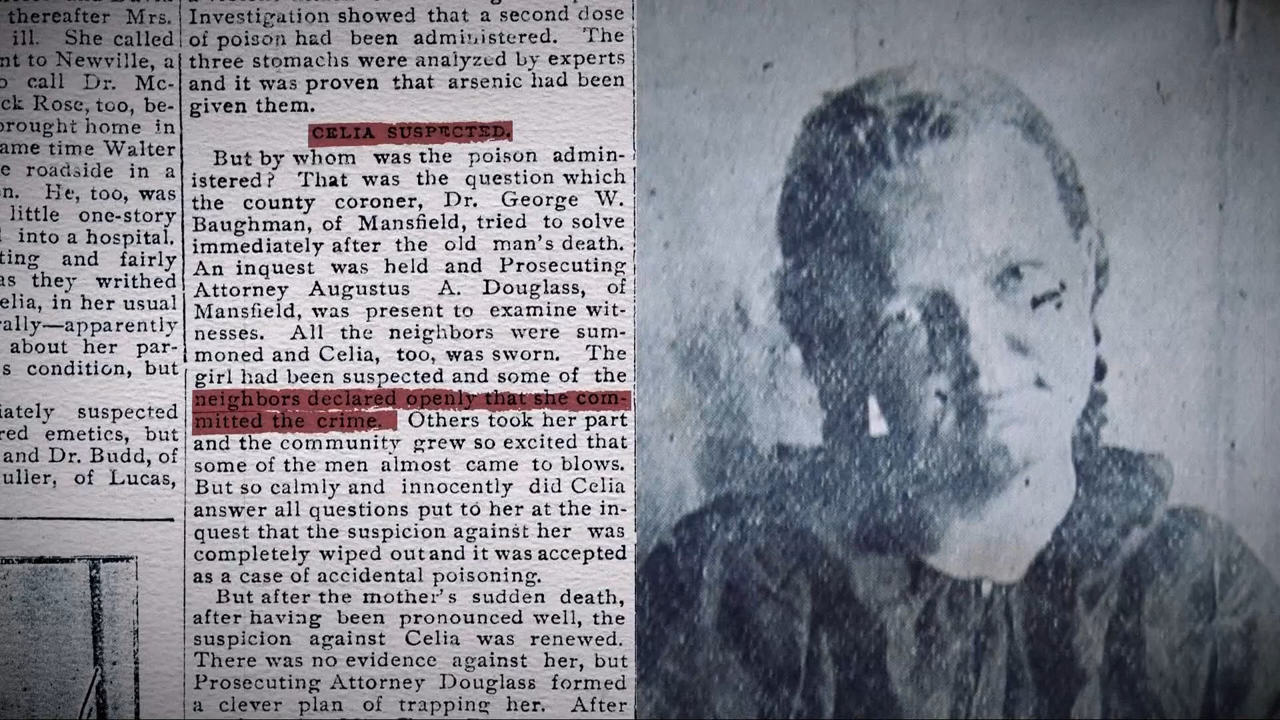 thereafter Mrs.
ill. She called
nt to Newville, a
o call Dr. Mc-
ck Rose, too, be-
brought home in
ame time Walter
e roadside in a
n. He, too, was
little one-story
into a hospital.
ting and fairly
as they writhed
elia, in her usual
rally—apparently
about her par-
s condition, but
iately suspected
red emetics, but
and Dr. Budd, of
uller, of Lucas,
Investigation showed that a second dose
of poison had been administered. The
three stomachs were analyzed by experts
and it was proven that arsenic had been
given them.
CELIA SUSPECTED.
But by whom was the poison admin-
istered? That was the question which
the county coroner, Dr. George W.
Baughman, of Mansfield, tried to solve
immediately after the old man's death.
An inquest was held and Prosecuting
Attorney Augustus A. Douglass, of
Mansfield, was present to examine wit-
nesses. All the neighbors were sum-
moned and Celia, too, was sworn. The
girl had been suspected and some of the
neighbors declared openly that she com-
mitted the crime. Others took her part
and the community grew so excited that
some of the men almost came to blows.
But so calmly and innocently did Celia
answer all questions put to her at the in-
quest that the suspicion against her was
completely wiped out and it was accepted
as a case of accidental poisoning.
But after the mother's sudden death,
after having been pronounced well, the
suspicion against Celia was renewed.
There was no evidence against her, but
Prosecuting Attorney Douglass formed
a clever plan of trapping her. After